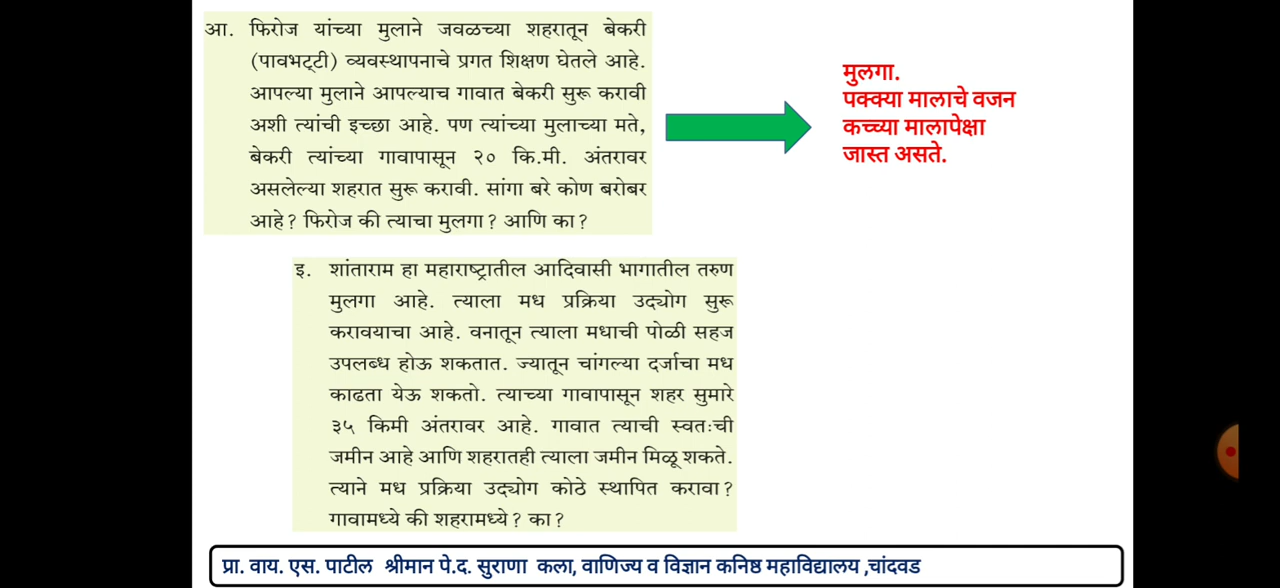 आ. फिरोज यांच्या मुलाने जवळच्या शहरातून बेकरी
(पावभट्टी) व्यवस्थापनाचे प्रगत शिक्षण घेतले आहे.
आपल्या मुलाने आपल्याच गावात बेकरी सुरू करावी
अशी त्यांची इच्छा आहे. पण त्यांच्या मुलाच्या मते,
बेकरी त्यांच्या गावापासून २० कि.मी. अंतरावर
असलेल्या शहरात सुरू करावी. सांगा बरे कोण बरोबर
आहे? फिरोज की त्याचा मुलगा? आणि का?
मुलगा.
पक्क्या मालाचे वजन
कच्च्या मालापेक्षा
जास्त असते.
इ. शांताराम हा महाराष्ट्रातील आदिवासी भागातील तरुण
मुलगा आहे. त्याला मध प्रक्रिया उद्योग सुरू
करावयाचा आहे. वनातून त्याला मधाची पोळी सहज
उपलब्ध होऊ शकतात. ज्यातून चांगल्या दर्जाचा मध
काढता येऊ शकतो. त्याच्या गावापासून शहर सुमारे
३५ किमी अंतरावर आहे. गावात त्याची स्वतःची
जमीन आहे आणि शहरातही त्याला जमीन मिळू शकते.
त्याने मध प्रक्रिया उद्योग कोठे स्थापित करावा?
गावामध्ये की शहरामध्ये? का?
प्रा. वाय. एस. पाटील श्रीमान पे.द. सुराणा कला, वाणिज्य व विज्ञान कनिष्ठ महाविद्यालय ,चांदवड